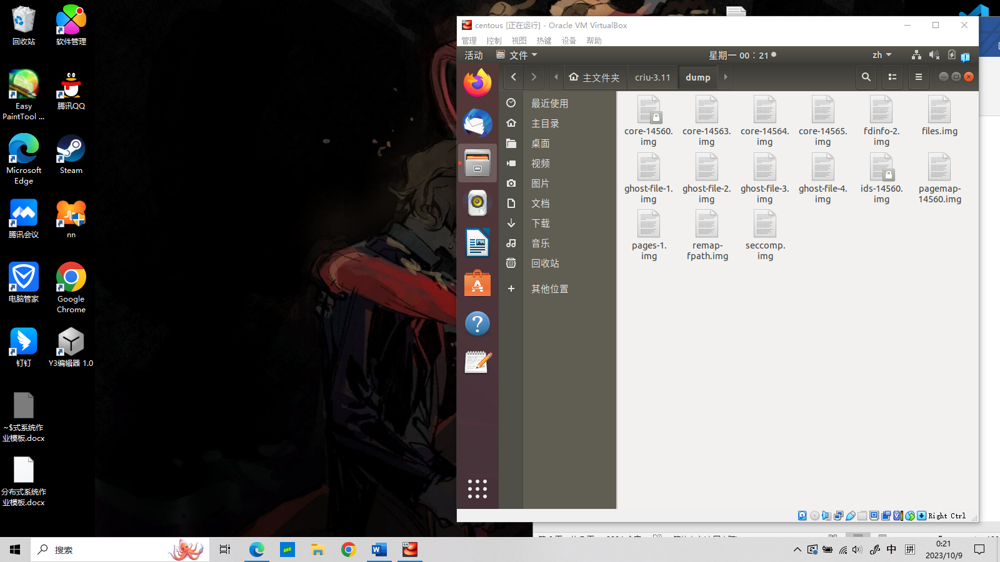 回收站
软件管理
Easy
PaintTool ...
腾讯QQ
Microsoft
Edge
Steam
腾讯会议
nn
电脑管家
Google
Chrome
钉钉
Y3编辑器 1.0
~$式系统作
业模板.docx
分布式系统作
业模板.docx
centous [正在运行] - Oracle VM VirtualBox
管理 控制 视图 热键 设备 帮助
活动 文件 星期一 00：21 zh
主文件夹 criu-3.11 dump
最近使用
主目录
桌面
视频
图片
文档
下载
音乐
回收站
其他位置
core-14560.
img
core-14563.
img
core-14564.
img
core-14565.
img
fdinfo-2.
img
files.img
ghost-file-1.
img
ghost-file-2.
img
ghost-file-3.
img
ghost-file-4.
img
ids-14560.
img
pagemap-
14560.img
pages-1.
img
remap-
fpath.img
seccomp.
img
Right Ctrl
搜索
中
拼
0:21
2023/10/9